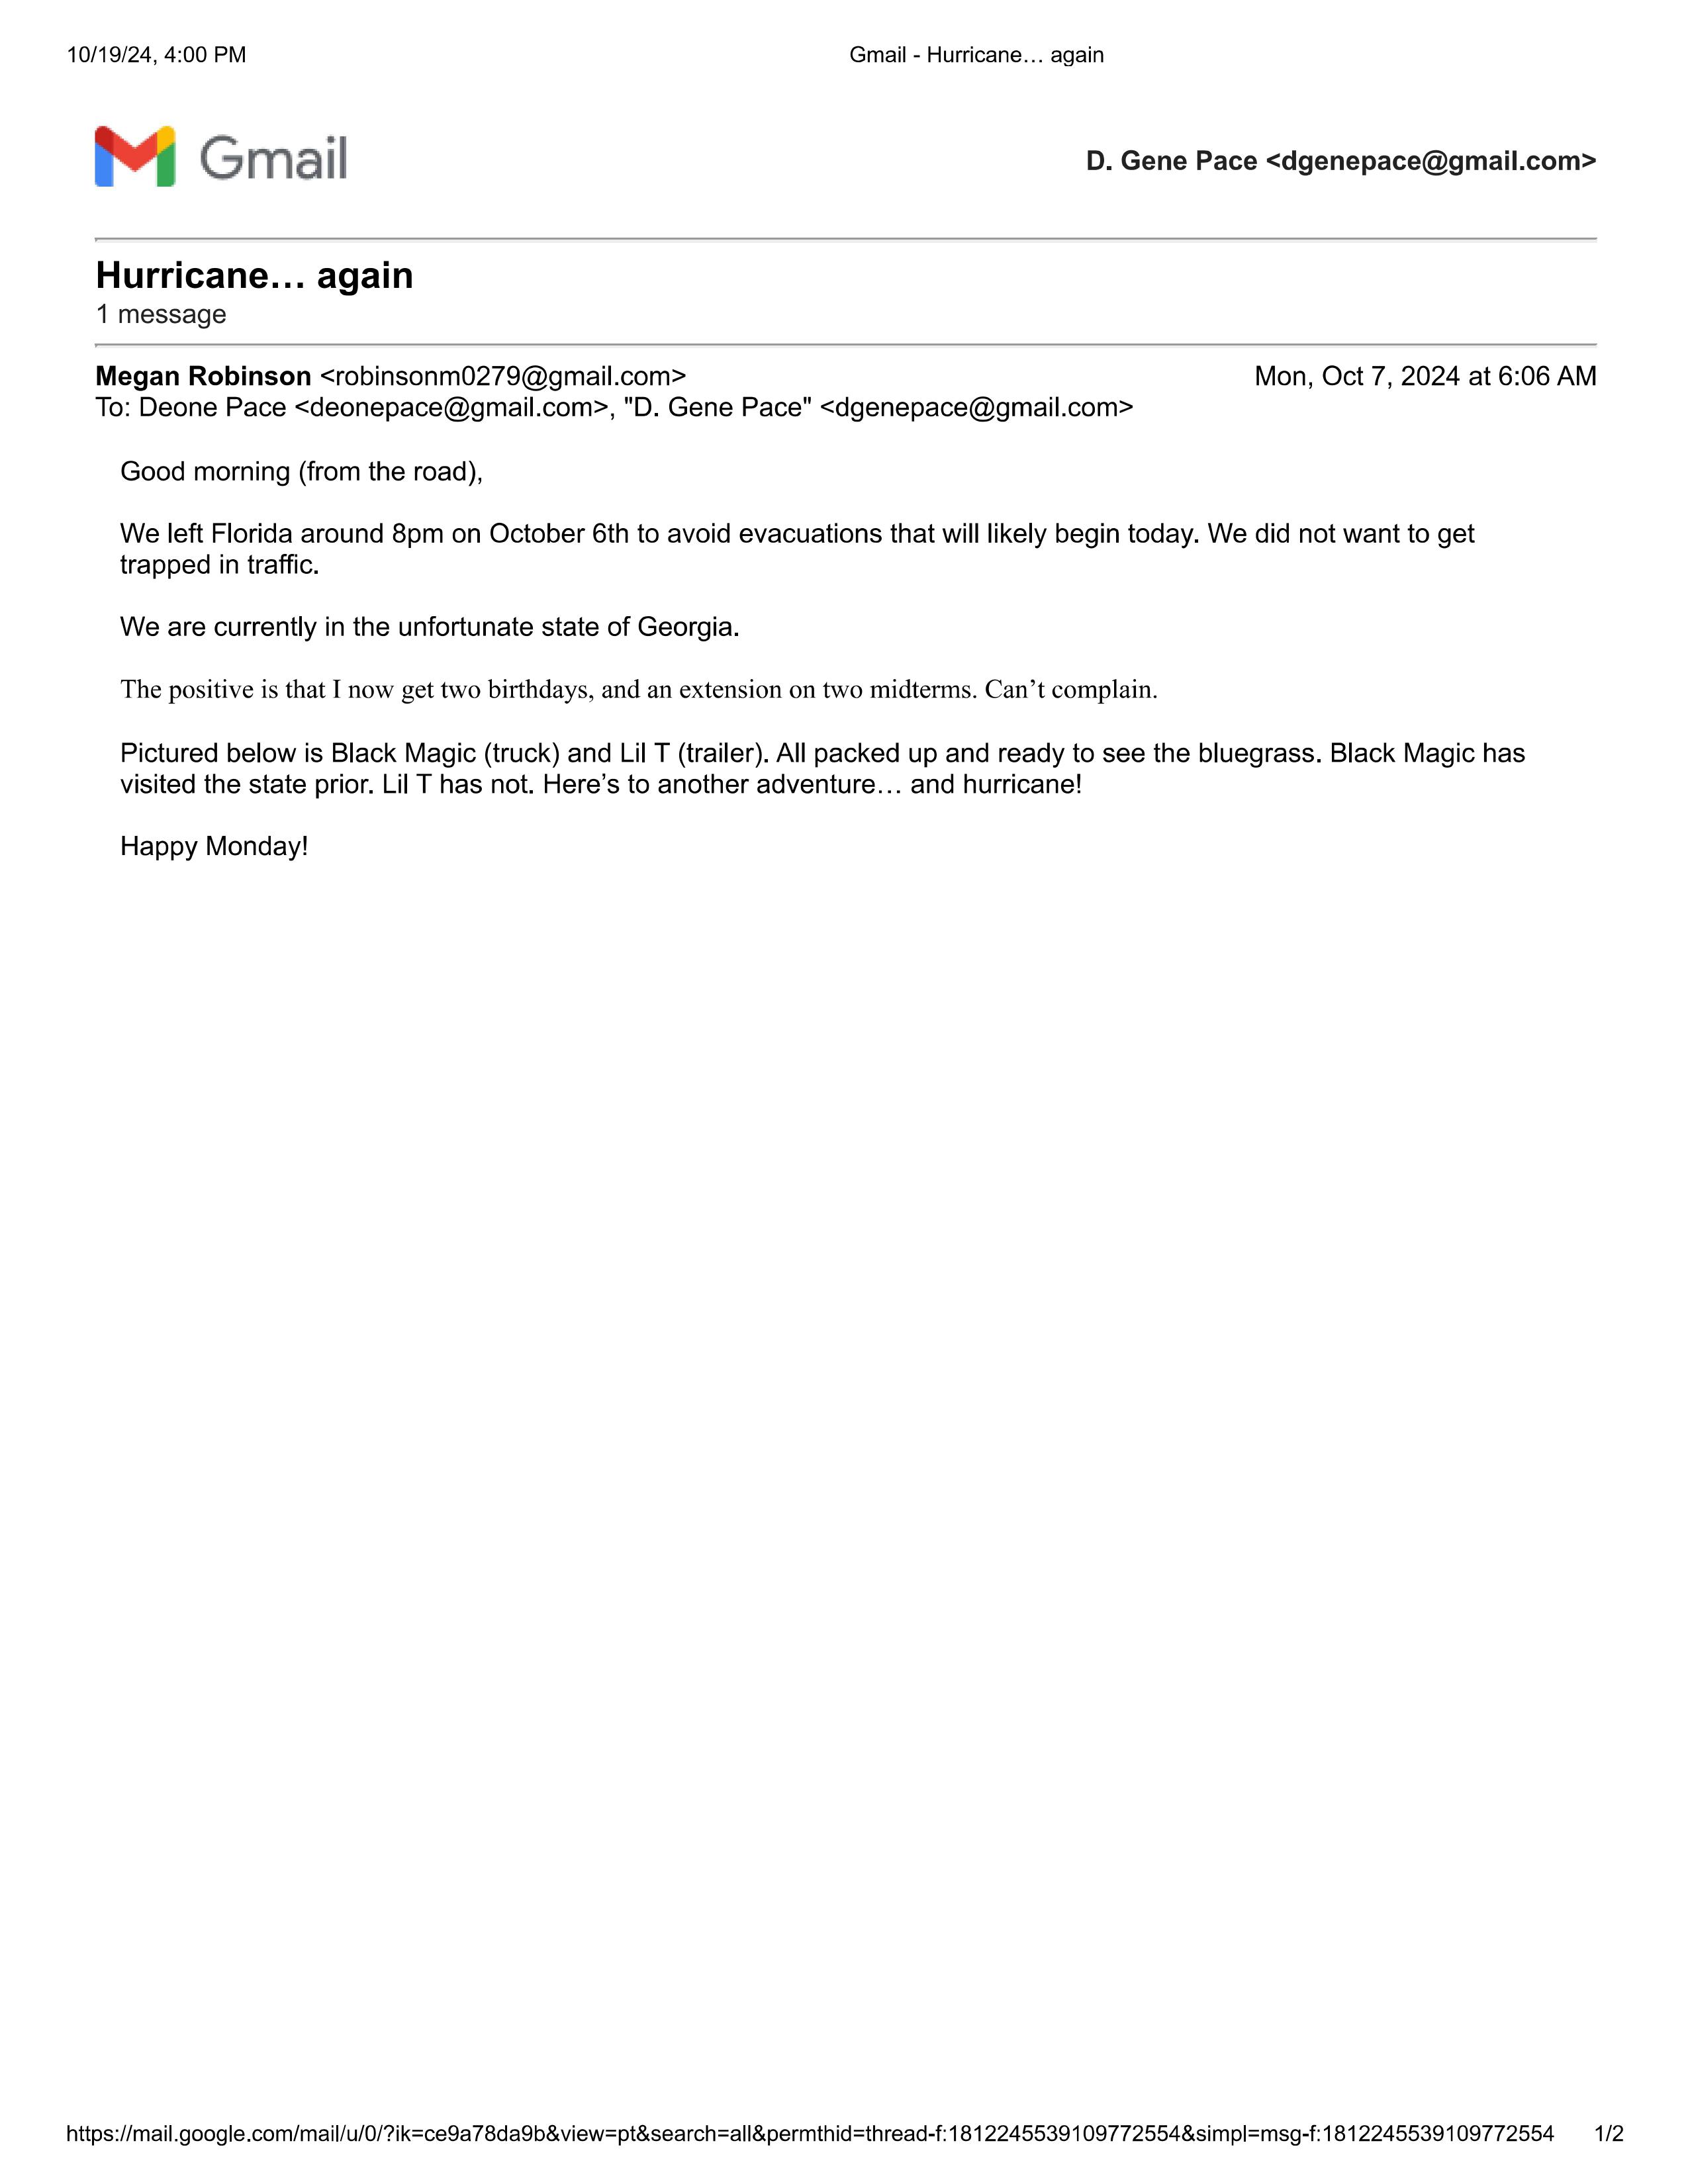 10/19/24, 4:00 PM
Gmail - Hurricane… again
Gmail
D. Gene Pace <dgenepace@gmail.com>
Hurricane… again
1 message
Megan Robinson <robinsonm0279@gmail.com>
Mon, Oct 7, 2024 at 6:06 AM
To: Deone Pace <deonepace@gmail.com>, "D. Gene Pace" <dgenepace@gmail.com>
Good morning (from the road),
We left Florida around 8pm on October 6th to avoid evacuations that will likely begin today. We did not want to get
trapped in traffic.
We are currently in the unfortunate state of Georgia.
The positive is that I now get two birthdays, and an extension on two midterms. Can’t complain.
Pictured below is Black Magic (truck) and Lil T (trailer). All packed up and ready to see the bluegrass. Black Magic has
visited the state prior. Lil T has not. Here’s to another adventure… and hurricane!
Happy Monday!
https://mail.google.com/mail/u/0/?ik=ce9a78da9b&view=pt&search=all&permthid=thread-f:1812245539109772554&simpl=msg-f:1812245539109772554
1/2